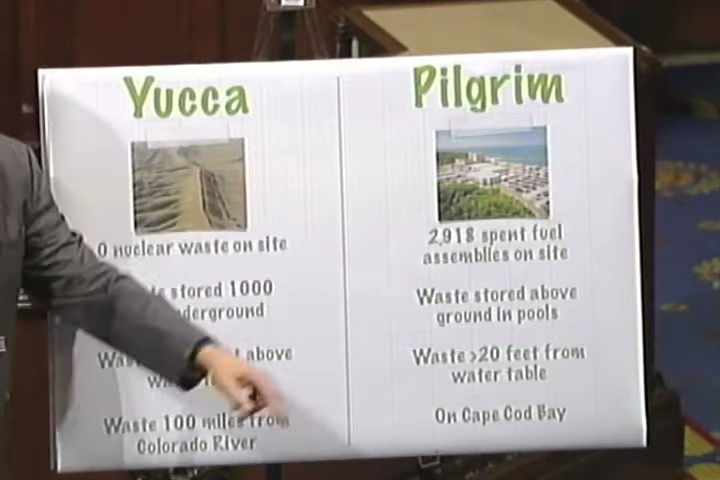 Yucca
0 nuclear waste on site
stored 1000
above
Waste 100 miles from
Colorado River
Pilgrim
2,918 spent fuel
assemblies on site
Waste stored above
ground in pools
Waste >20 feet from
water table
On Cape Cod Bay